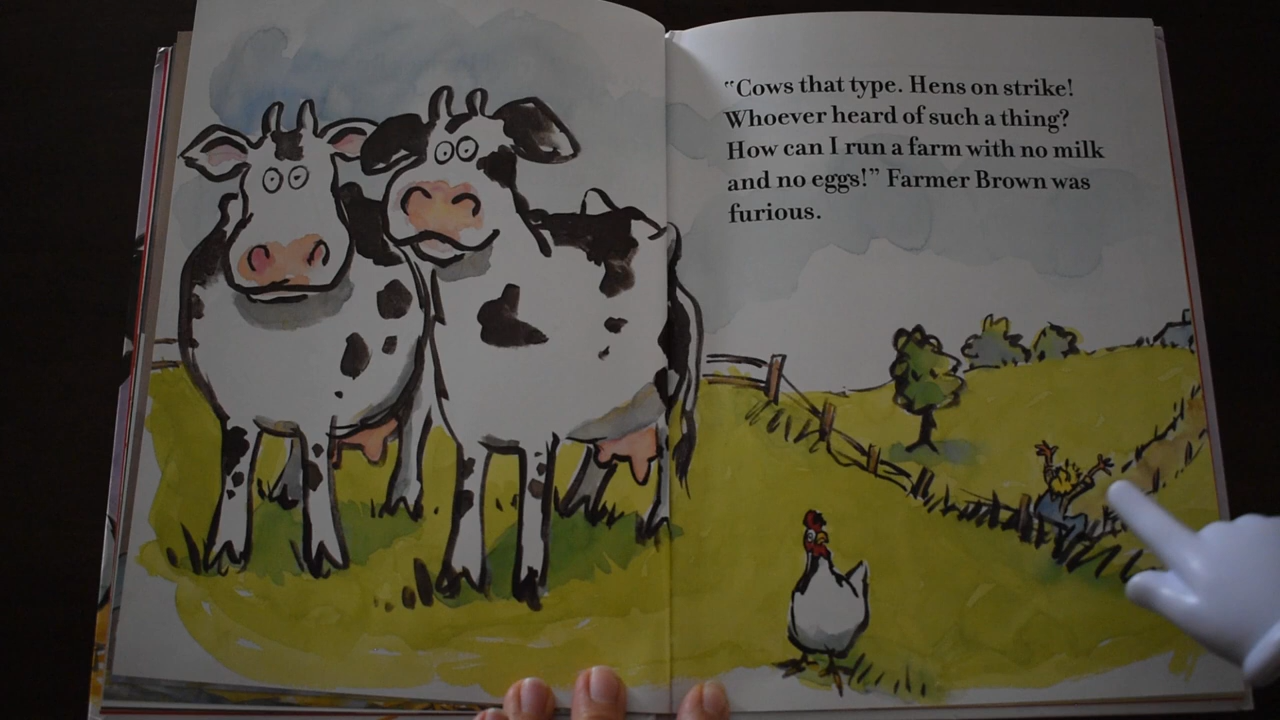 “Cows that type. Hens on strike!
Whoever heard of such a thing?
How can I run a farm with no milk
and no eggs!” Farmer Brown was
furious.